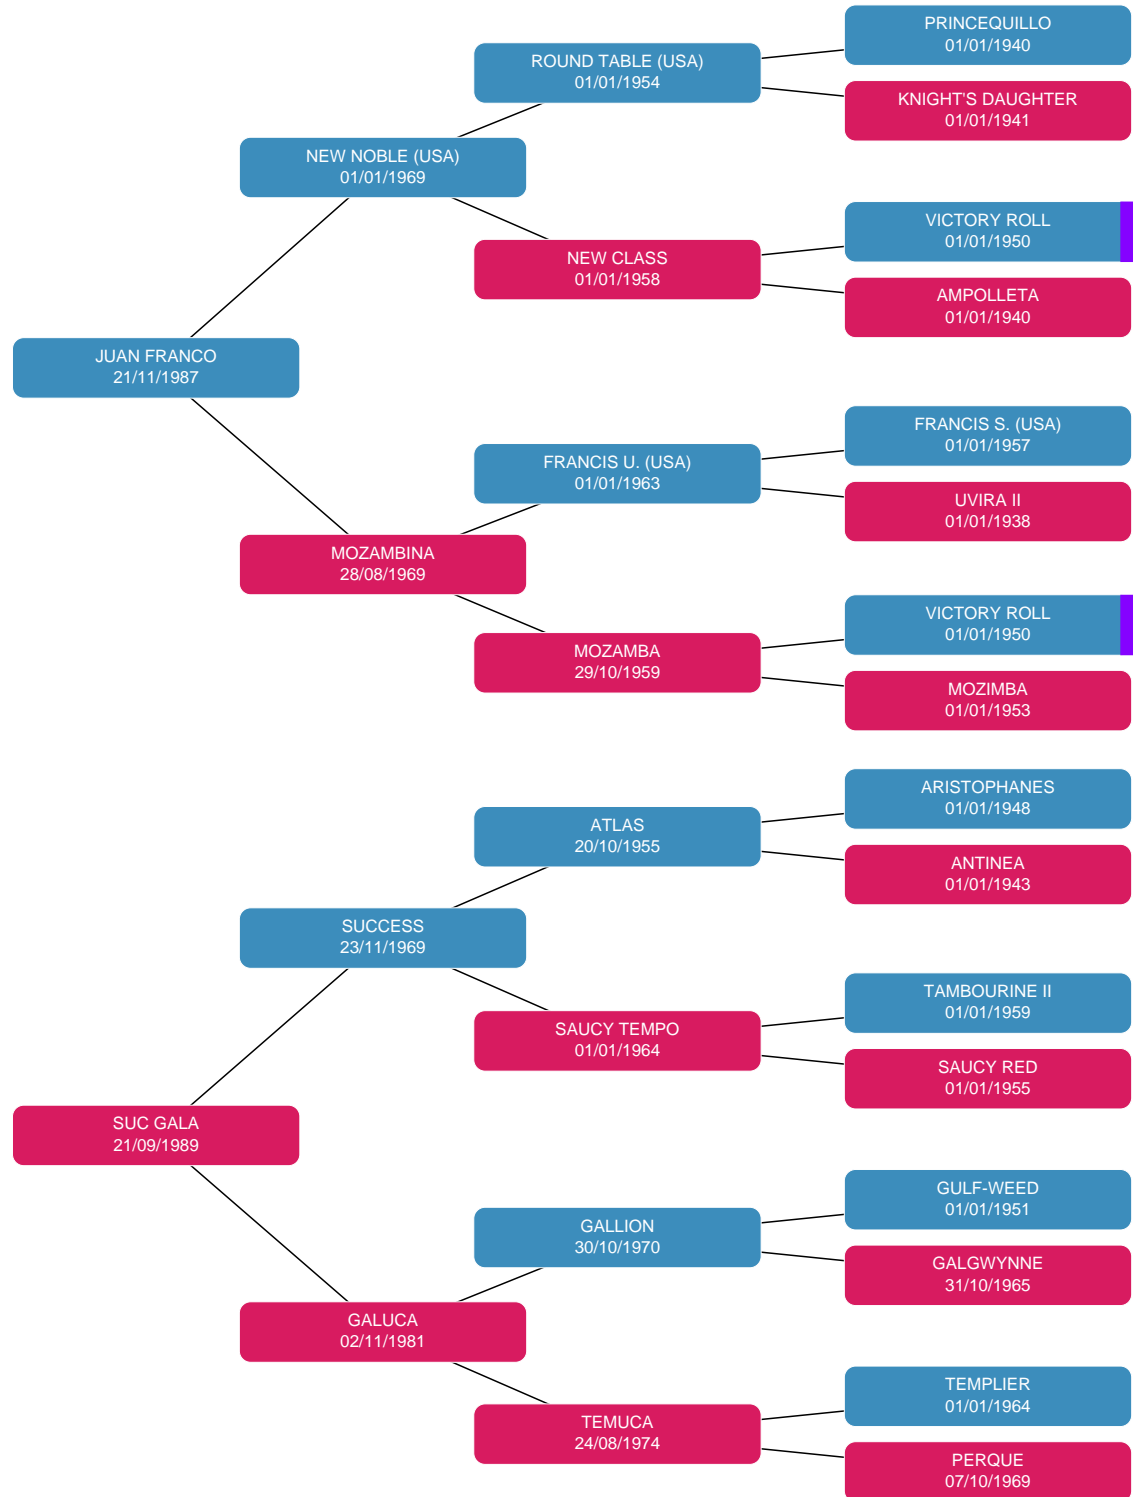 PRINCEQUILLO
01/01/1940
ROUND TABLE (USA)
01/01/1954
KNIGHT'S DAUGHTER
01/01/1941
NEW NOBLE (USA)
01/01/1969
VICTORY ROLL
01/01/1950
NEW CLASS
01/01/1958
AMPOLLETA
01/01/1940
JUAN FRANCO
21/11/1987
FRANCIS S. (USA)
01/01/1957
FRANCIS U. (USA)
01/01/1963
UVIRA II
01/01/1938
MOZAMBINA
28/08/1969
VICTORY ROLL
01/01/1950
MOZAMBA
29/10/1959
MOZIMBA
01/01/1953
ARISTOPHANES
01/01/1948
ATLAS
20/10/1955
ANTINEA
01/01/1943
SUCCESS
23/11/1969
TAMBOURINE II
01/01/1959
SAUCY TEMPO
01/01/1964
SAUCY RED
01/01/1955
SUC GALA
21/09/1989
GULF-WEED
01/01/1951
GALLION
30/10/1970
GALGWYNNE
31/10/1965
GALUCA
02/11/1981
TEMPLIER
01/01/1964
TEMUCA
24/08/1974
PERQUE
07/10/1969